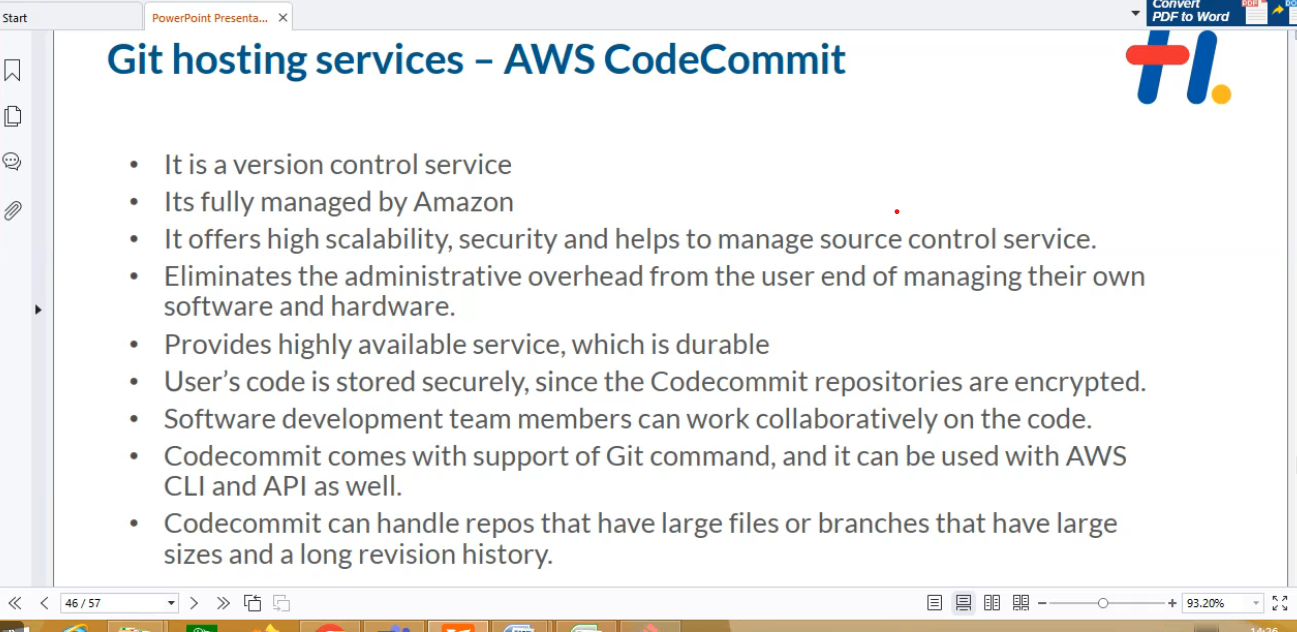 Start
PowerPoint Presenta...
Convert
PDF to Word
Git hosting services – AWS CodeCommit
• It is a version control service
• Its fully managed by Amazon
• It offers high scalability, security and helps to manage source control service.
• Eliminates the administrative overhead from the user end of managing their own
software and hardware.
• Provides highly available service, which is durable
• User's code is stored securely, since the Codecommit repositories are encrypted.
• Software development team members can work collaboratively on the code.
• Codecommit comes with support of Git command, and it can be used with AWS
CLI and API as well.
• Codecommit can handle repos that have large files or branches that have large
sizes and a long revision history.
46 / 57
93.20%